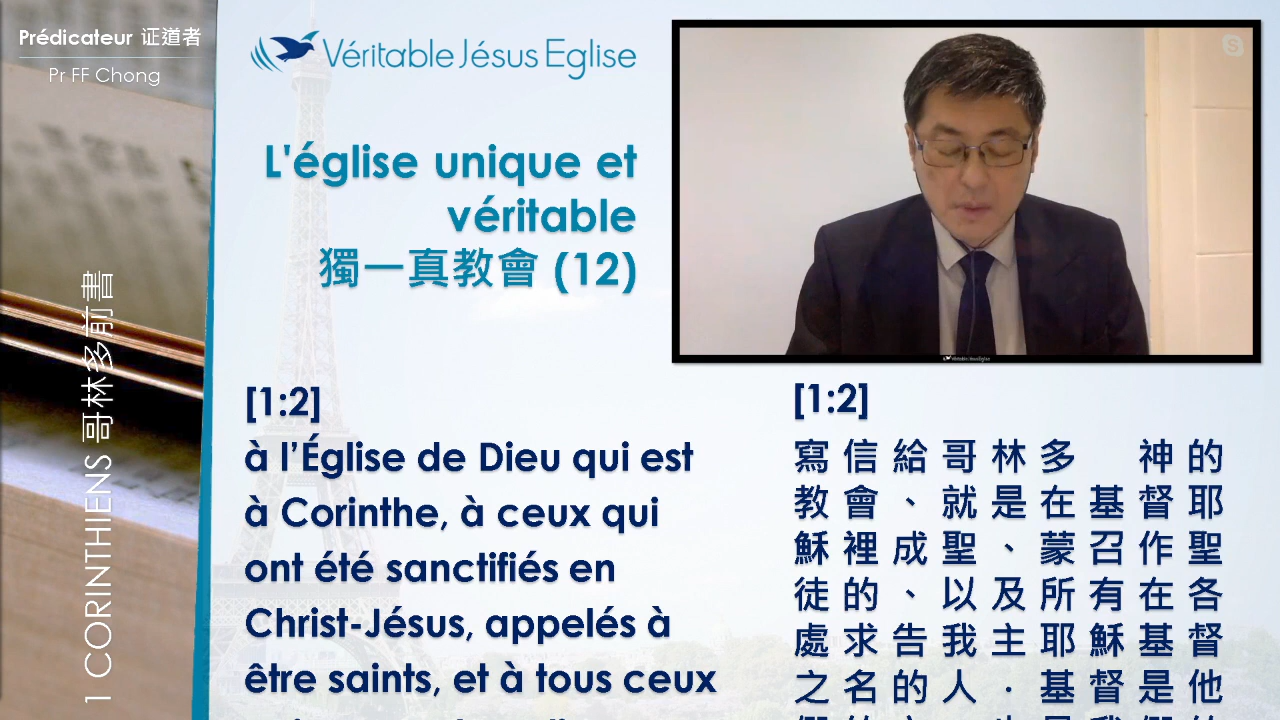 Prédicateur 证道者
Pr FF Chong
1 CORINTHIENS 哥林多前書
Véritable Jésus Eglise
L'église unique et
véritable
獨一真教會 (12)
[1:2]
à l’Église de Dieu qui est
à Corinthe, à ceux qui
ont été sanctifiés en
Christ-Jésus, appelés à
être saints, et à tous ceux
[1:2]
寫信給哥林多　神的
教會、就是在基督耶
穌裡成聖、蒙召作聖
徒的、以及所有在各
處求告我主耶穌基督
之名的人．基督是他